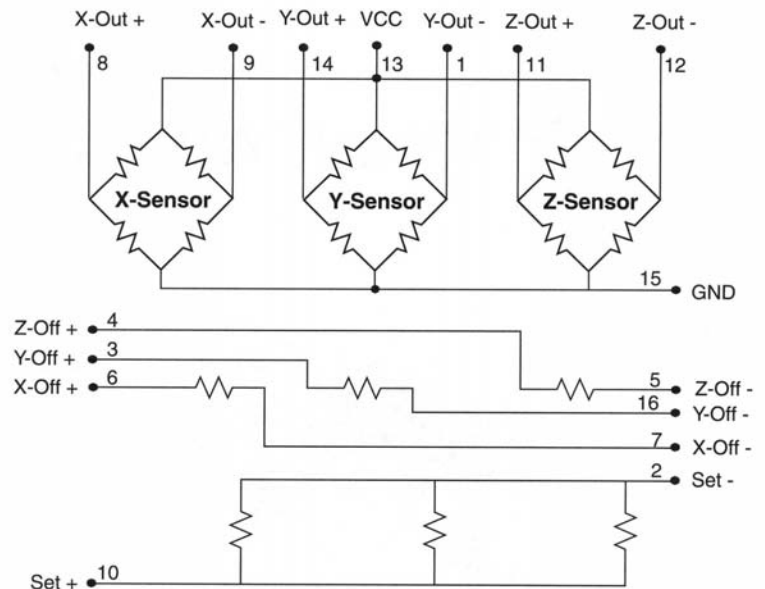 X-Out + X-Out - Y-Out + VCC Y-Out - Z-Out + Z-Out -
8 9 14 13 1 11 12
X-Sensor Y-Sensor Z-Sensor
15 GND
Z-Off + 4
Y-Off + 3
X-Off + 6
5 Z-Off -
16 Y-Off -
7 X-Off -
2 Set -
Set + 10